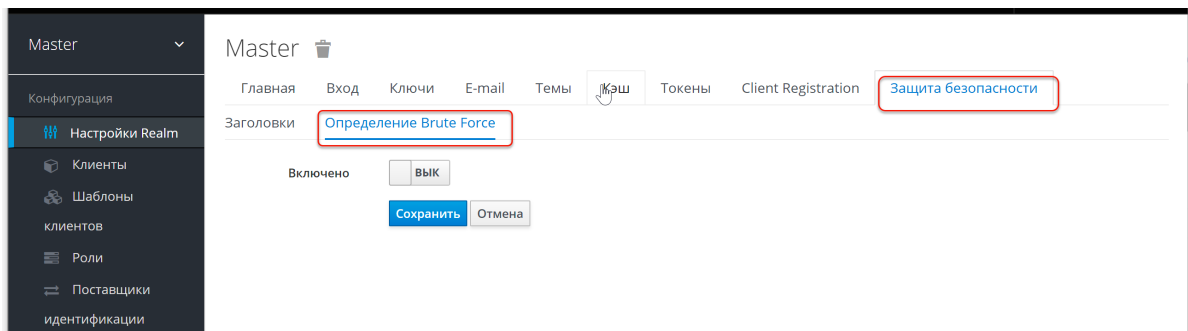 Master
Конфигурация
Настройки Realm
Клиенты
Шаблоны
клиентов
Роли
Поставщики
идентификации
Master
Главная Вход Ключи E-mail Темы Кэш Токены Client Registration Защита безопасности
Заголовки Определение Brute Force
Включено ВЫК
Сохранить Отмена